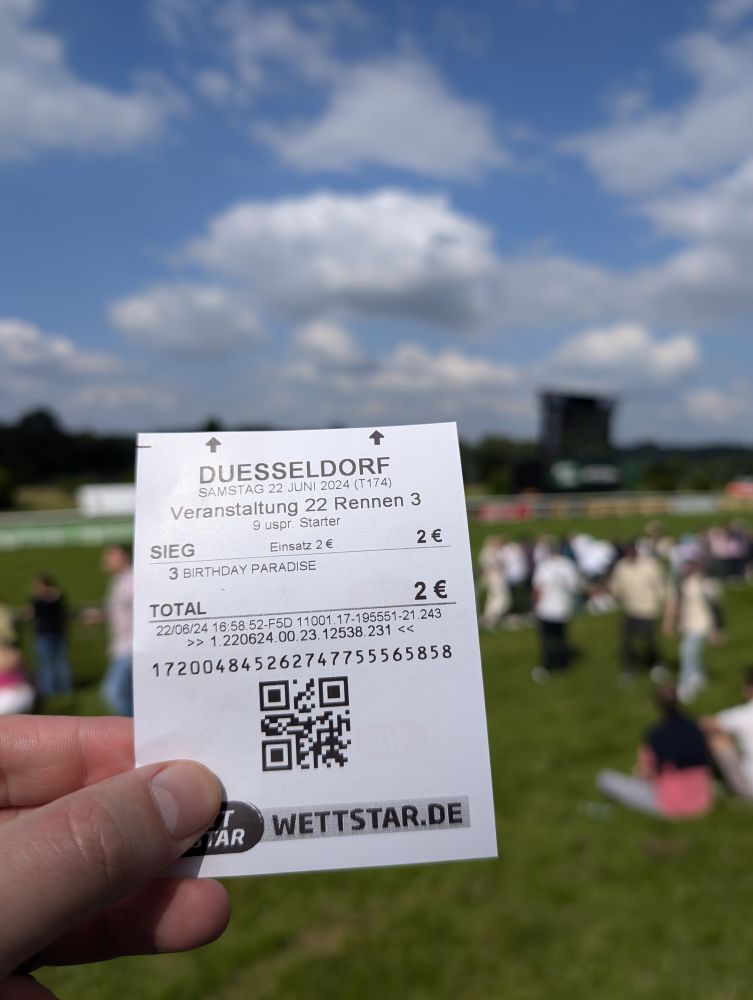 DUESSELDORF
SAMSTAG 22 JUNI 2024 (T174)
Veranstaltung 22 Rennen 3
9 uspr. Starter
SIEG Einsatz 2 € 2 €
3 BIRTHDAY PARADISE
TOTAL 2 €
22/06/24 16:58:52-F5D 11001.17-195551-21.243
>> 1.220624.00.23.12538.231 <<
172004845262747755565858
STAR WETTSTAR.DE